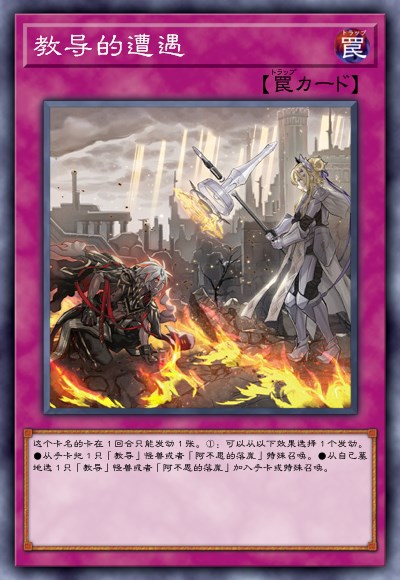 教导的遭遇
トラップ
罠
トラップ
【罠カード】
这个卡名的卡在1回合只能发动1张。①：可以从以下效果选择1个发动。
●从手卡把1只「教导」怪兽或者「阿不思的落胤」特殊召唤。●从自己墓
地选1只「教导」怪兽或者「阿不思的落胤」加入手卡或特殊召唤。